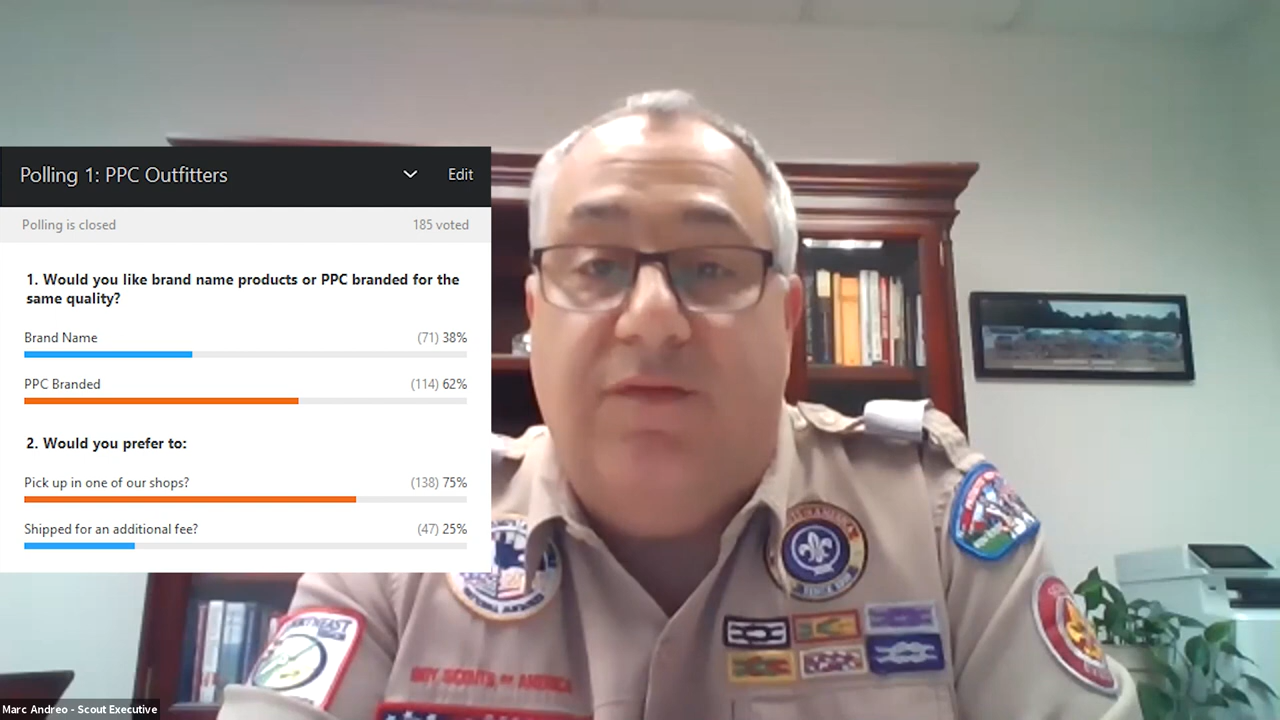 Polling 1: PPC Outfitters
Edit
Polling is closed
185 voted
1. Would you like brand name products or PPC branded for the
same quality?
Brand Name
(71) 38%
PPC Branded
(114) 62%
2. Would you prefer to:
Pick up in one of our shops?
(138) 75%
Shipped for an additional fee?
(47) 25%
BOY SCOUTS OF AMERICA
Marc Andreo - Scout Executive